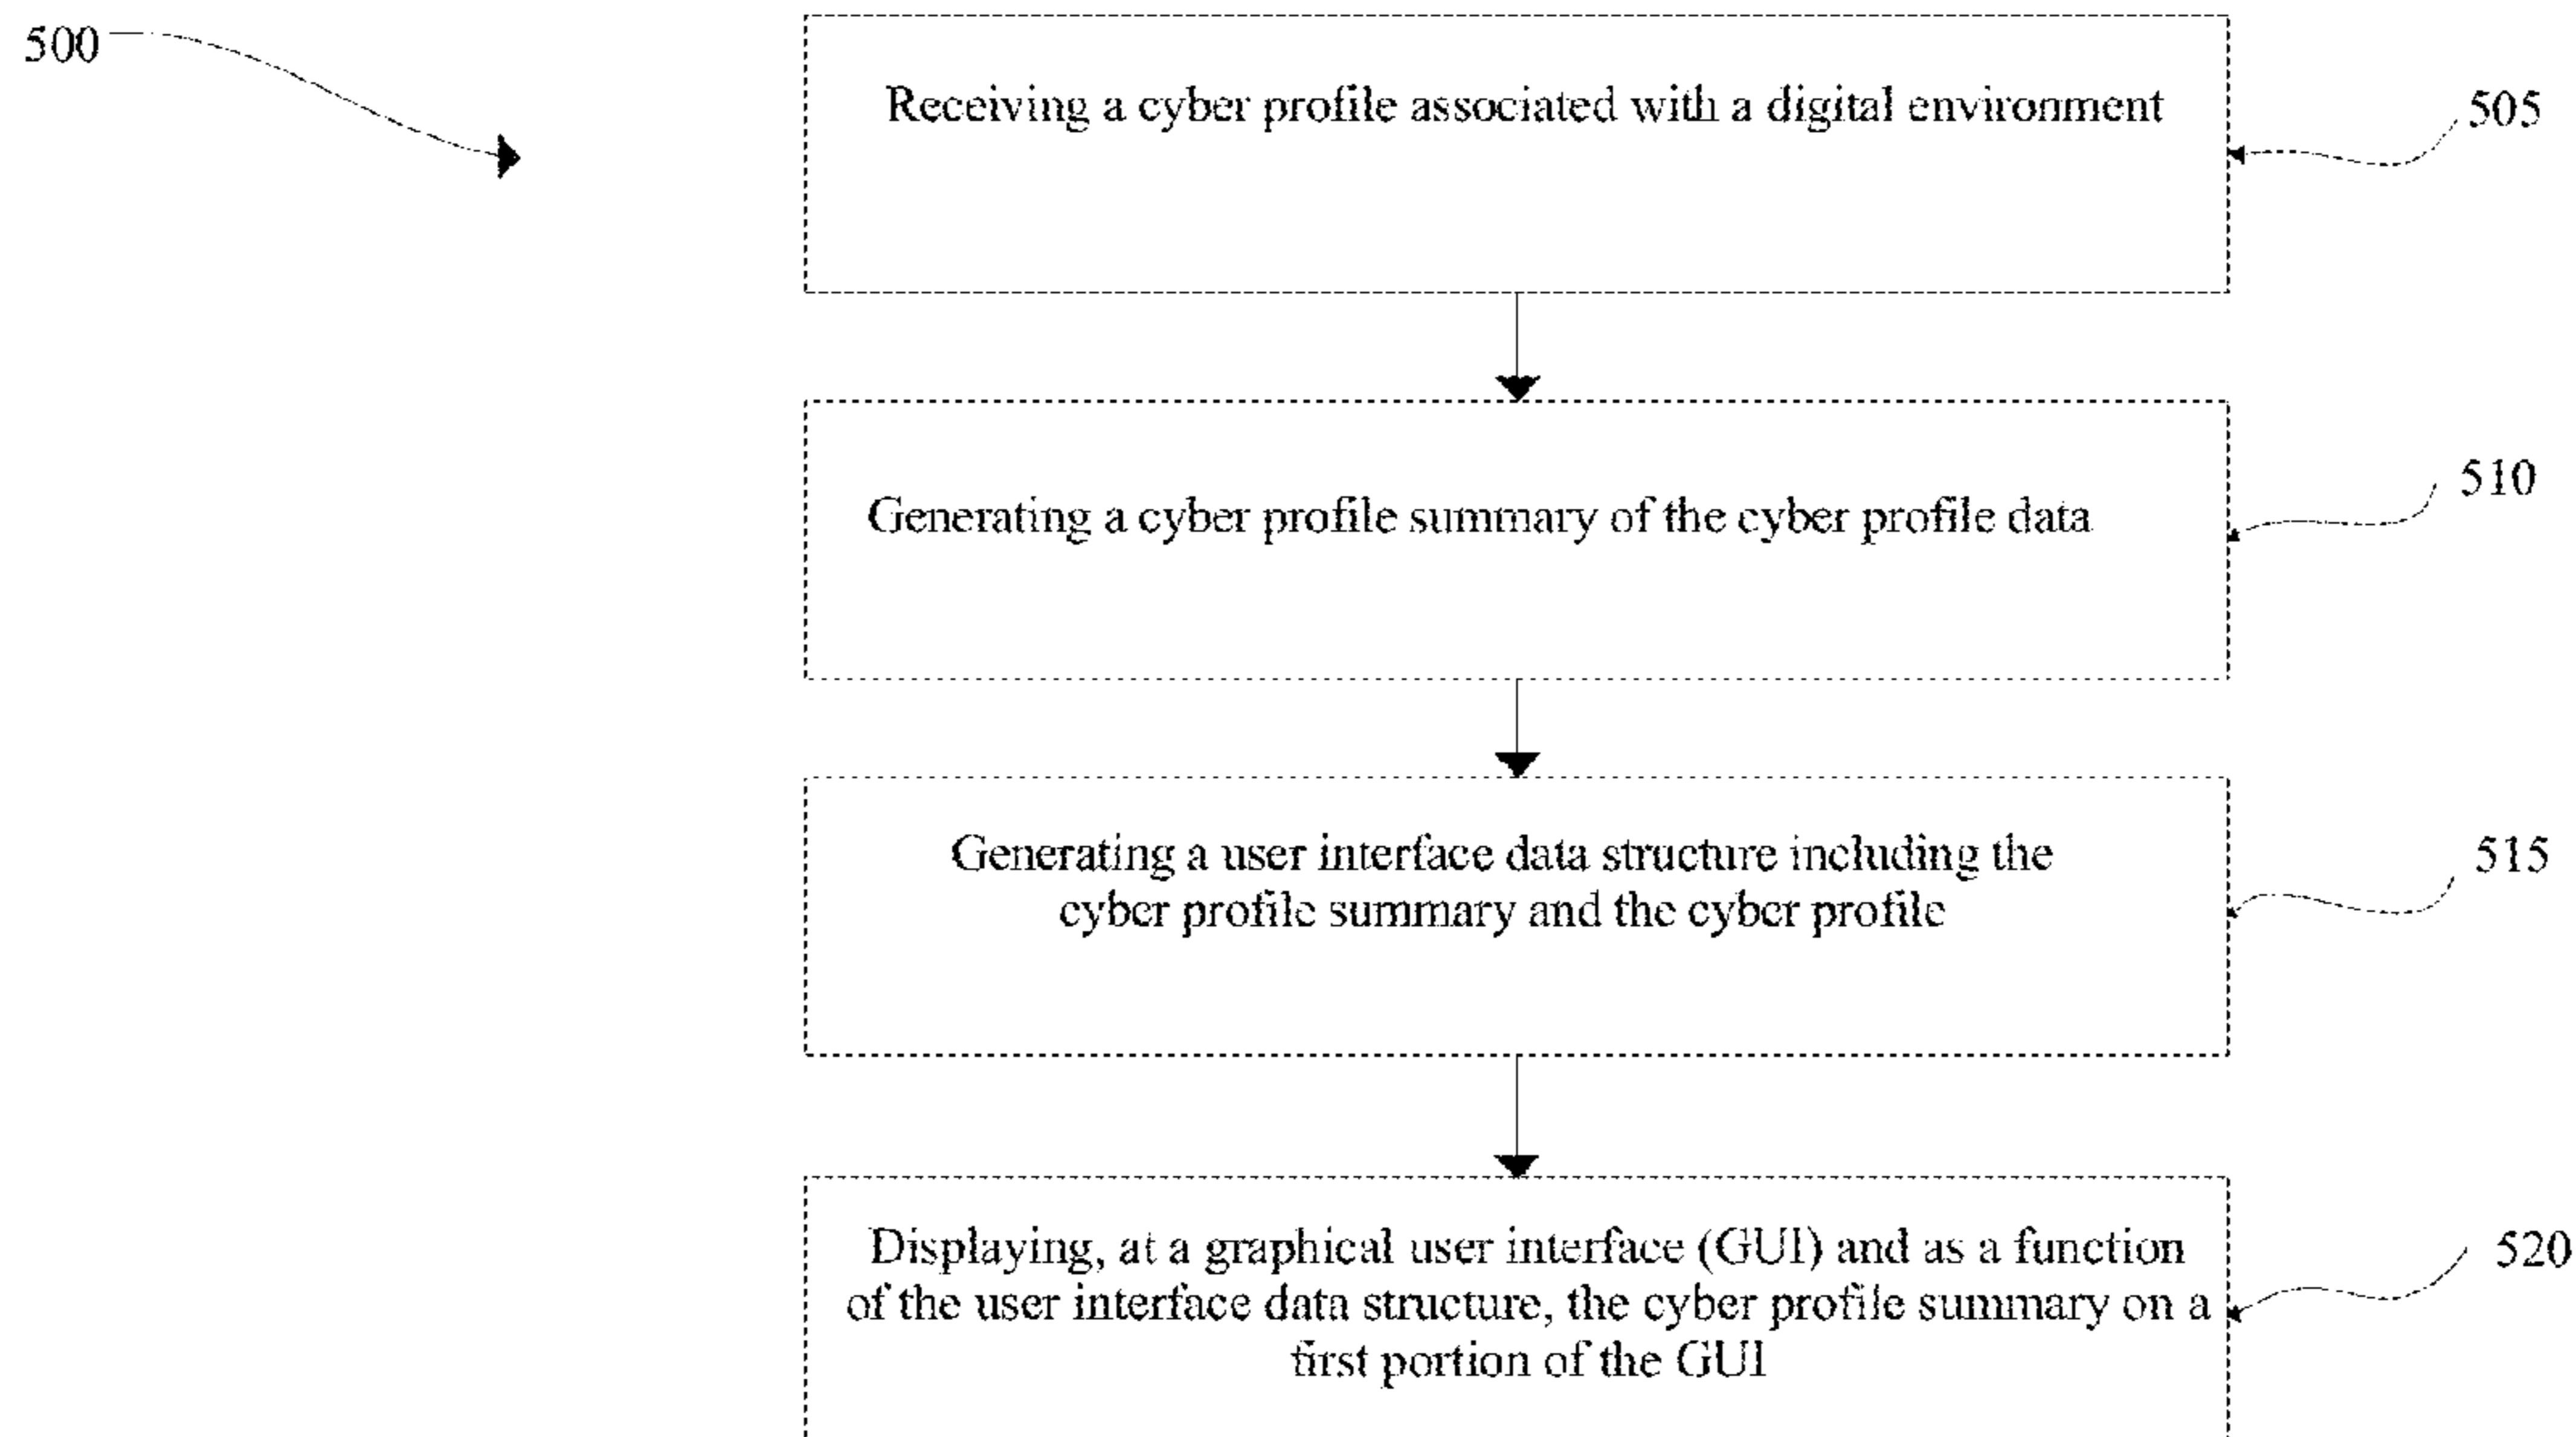 500
Receiving a cyber profile associated with a digital environment
505
Generating a cyber profile summary of the cyber profile data
510
Generating a user interface data structure including the
cyber profile summary and the cyber profile
515
Displaying, at a graphical user interface (GUI) and as a function
of the user interface data structure, the cyber profile summary on a
first portion of the GUI
520